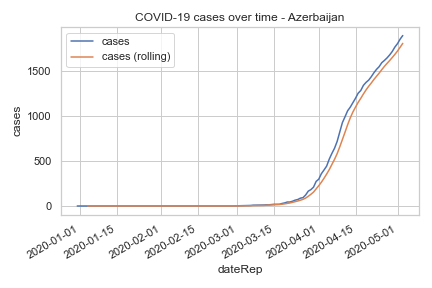 COVID-19 cases over time - Azerbaijan
cases
cases (rolling)
cases
1500
1000
500
0
2020-01-01
2020-01-15
2020-02-01
2020-02-15
2020-03-01
2020-03-15
2020-04-01
2020-04-15
2020-05-01
dateRep